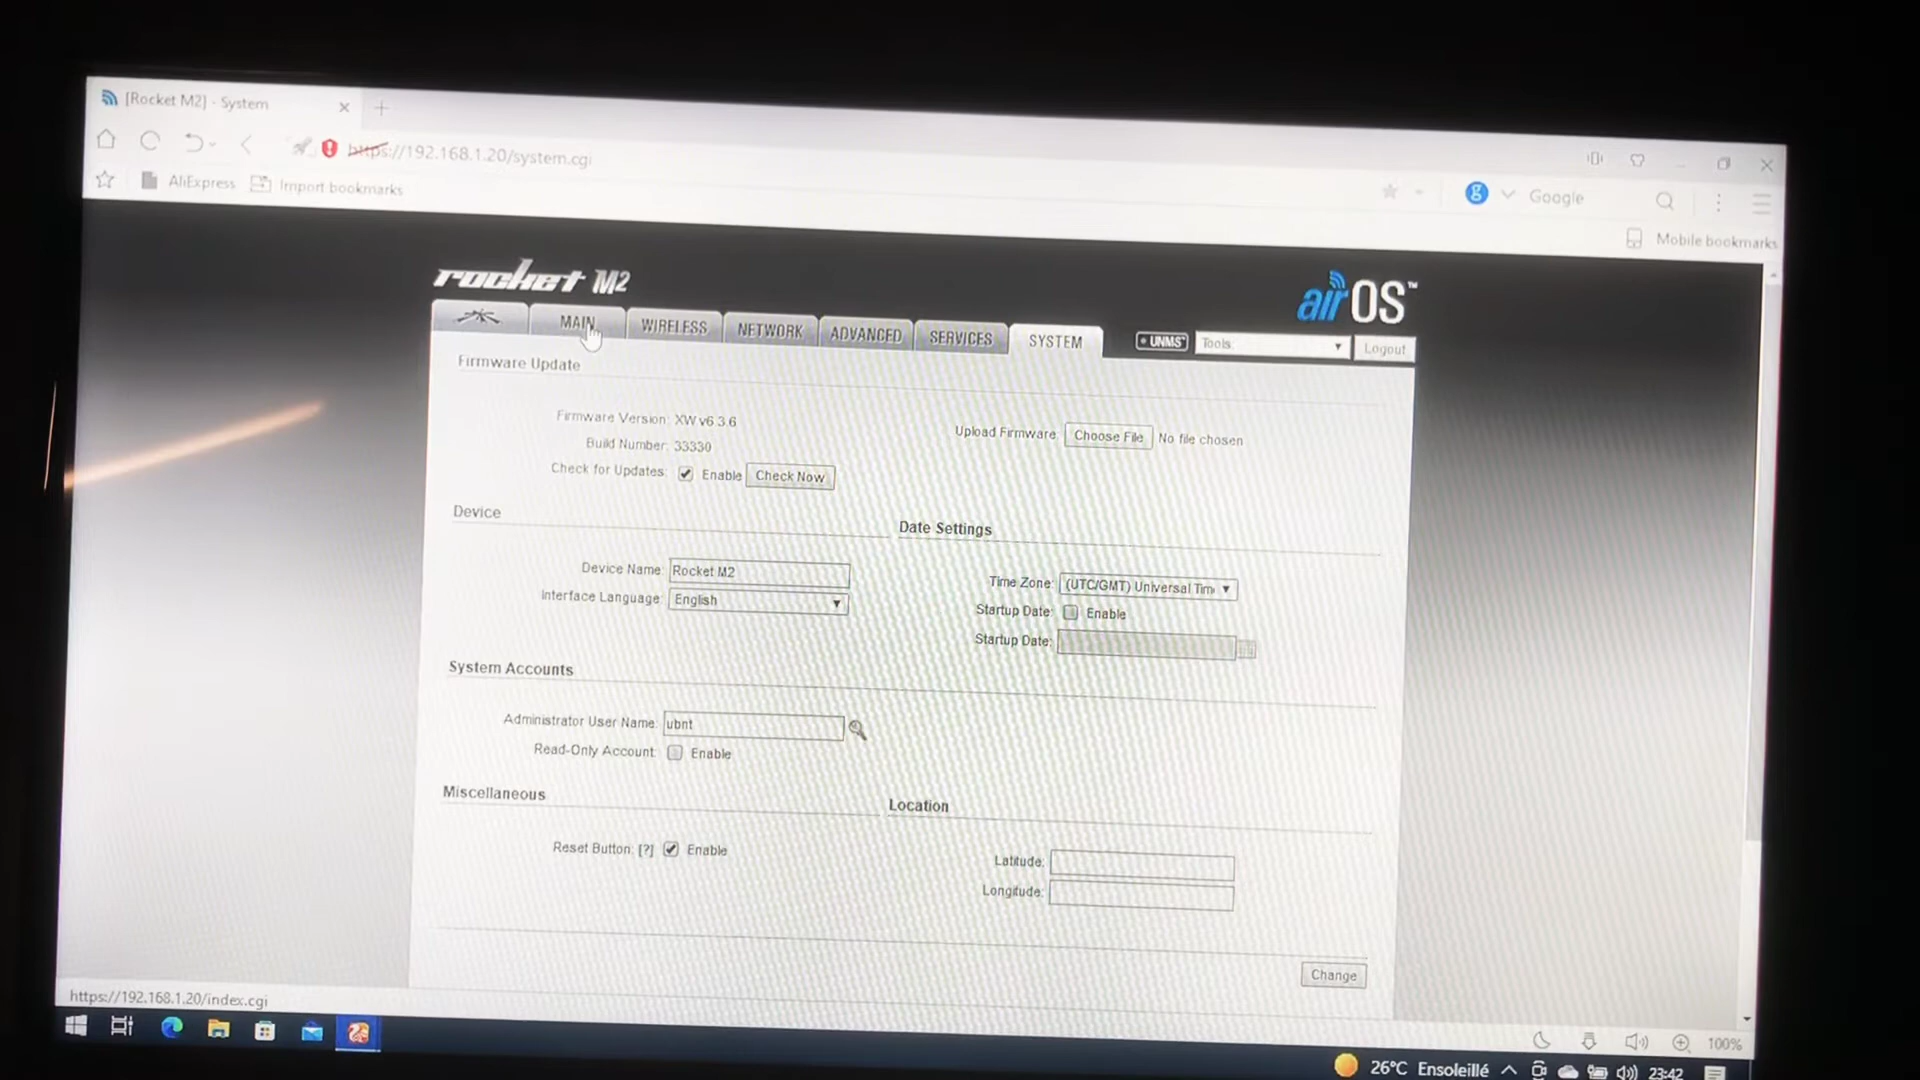 [Rocket M2] - System
https://192.168.1.20/system.cgi
AliExpress Import bookmarks
Google
Mobile bookmarks
rocket M2
airOS™
MAIN WIRELESS NETWORK ADVANCED SERVICES SYSTEM UNMS Tools: Logout
Firmware Update
Firmware Version: XW v6.3.6
Build Number: 33330
Check for Updates: Enable Check Now
Upload Firmware: Choose File No file chosen
Device
Device Name: Rocket M2
Interface Language: English
Date Settings
Time Zone: (UTC/GMT) Universal Tim
Startup Date: Enable
Startup Date:
System Accounts
Administrator User Name: ubnt
Read-Only Account: Enable
Miscellaneous
Reset Button: [?] Enable
Location
Latitude:
Longitude:
Change
https://192.168.1.20/index.cgi
100%
26°C Ensoleillé 23:42